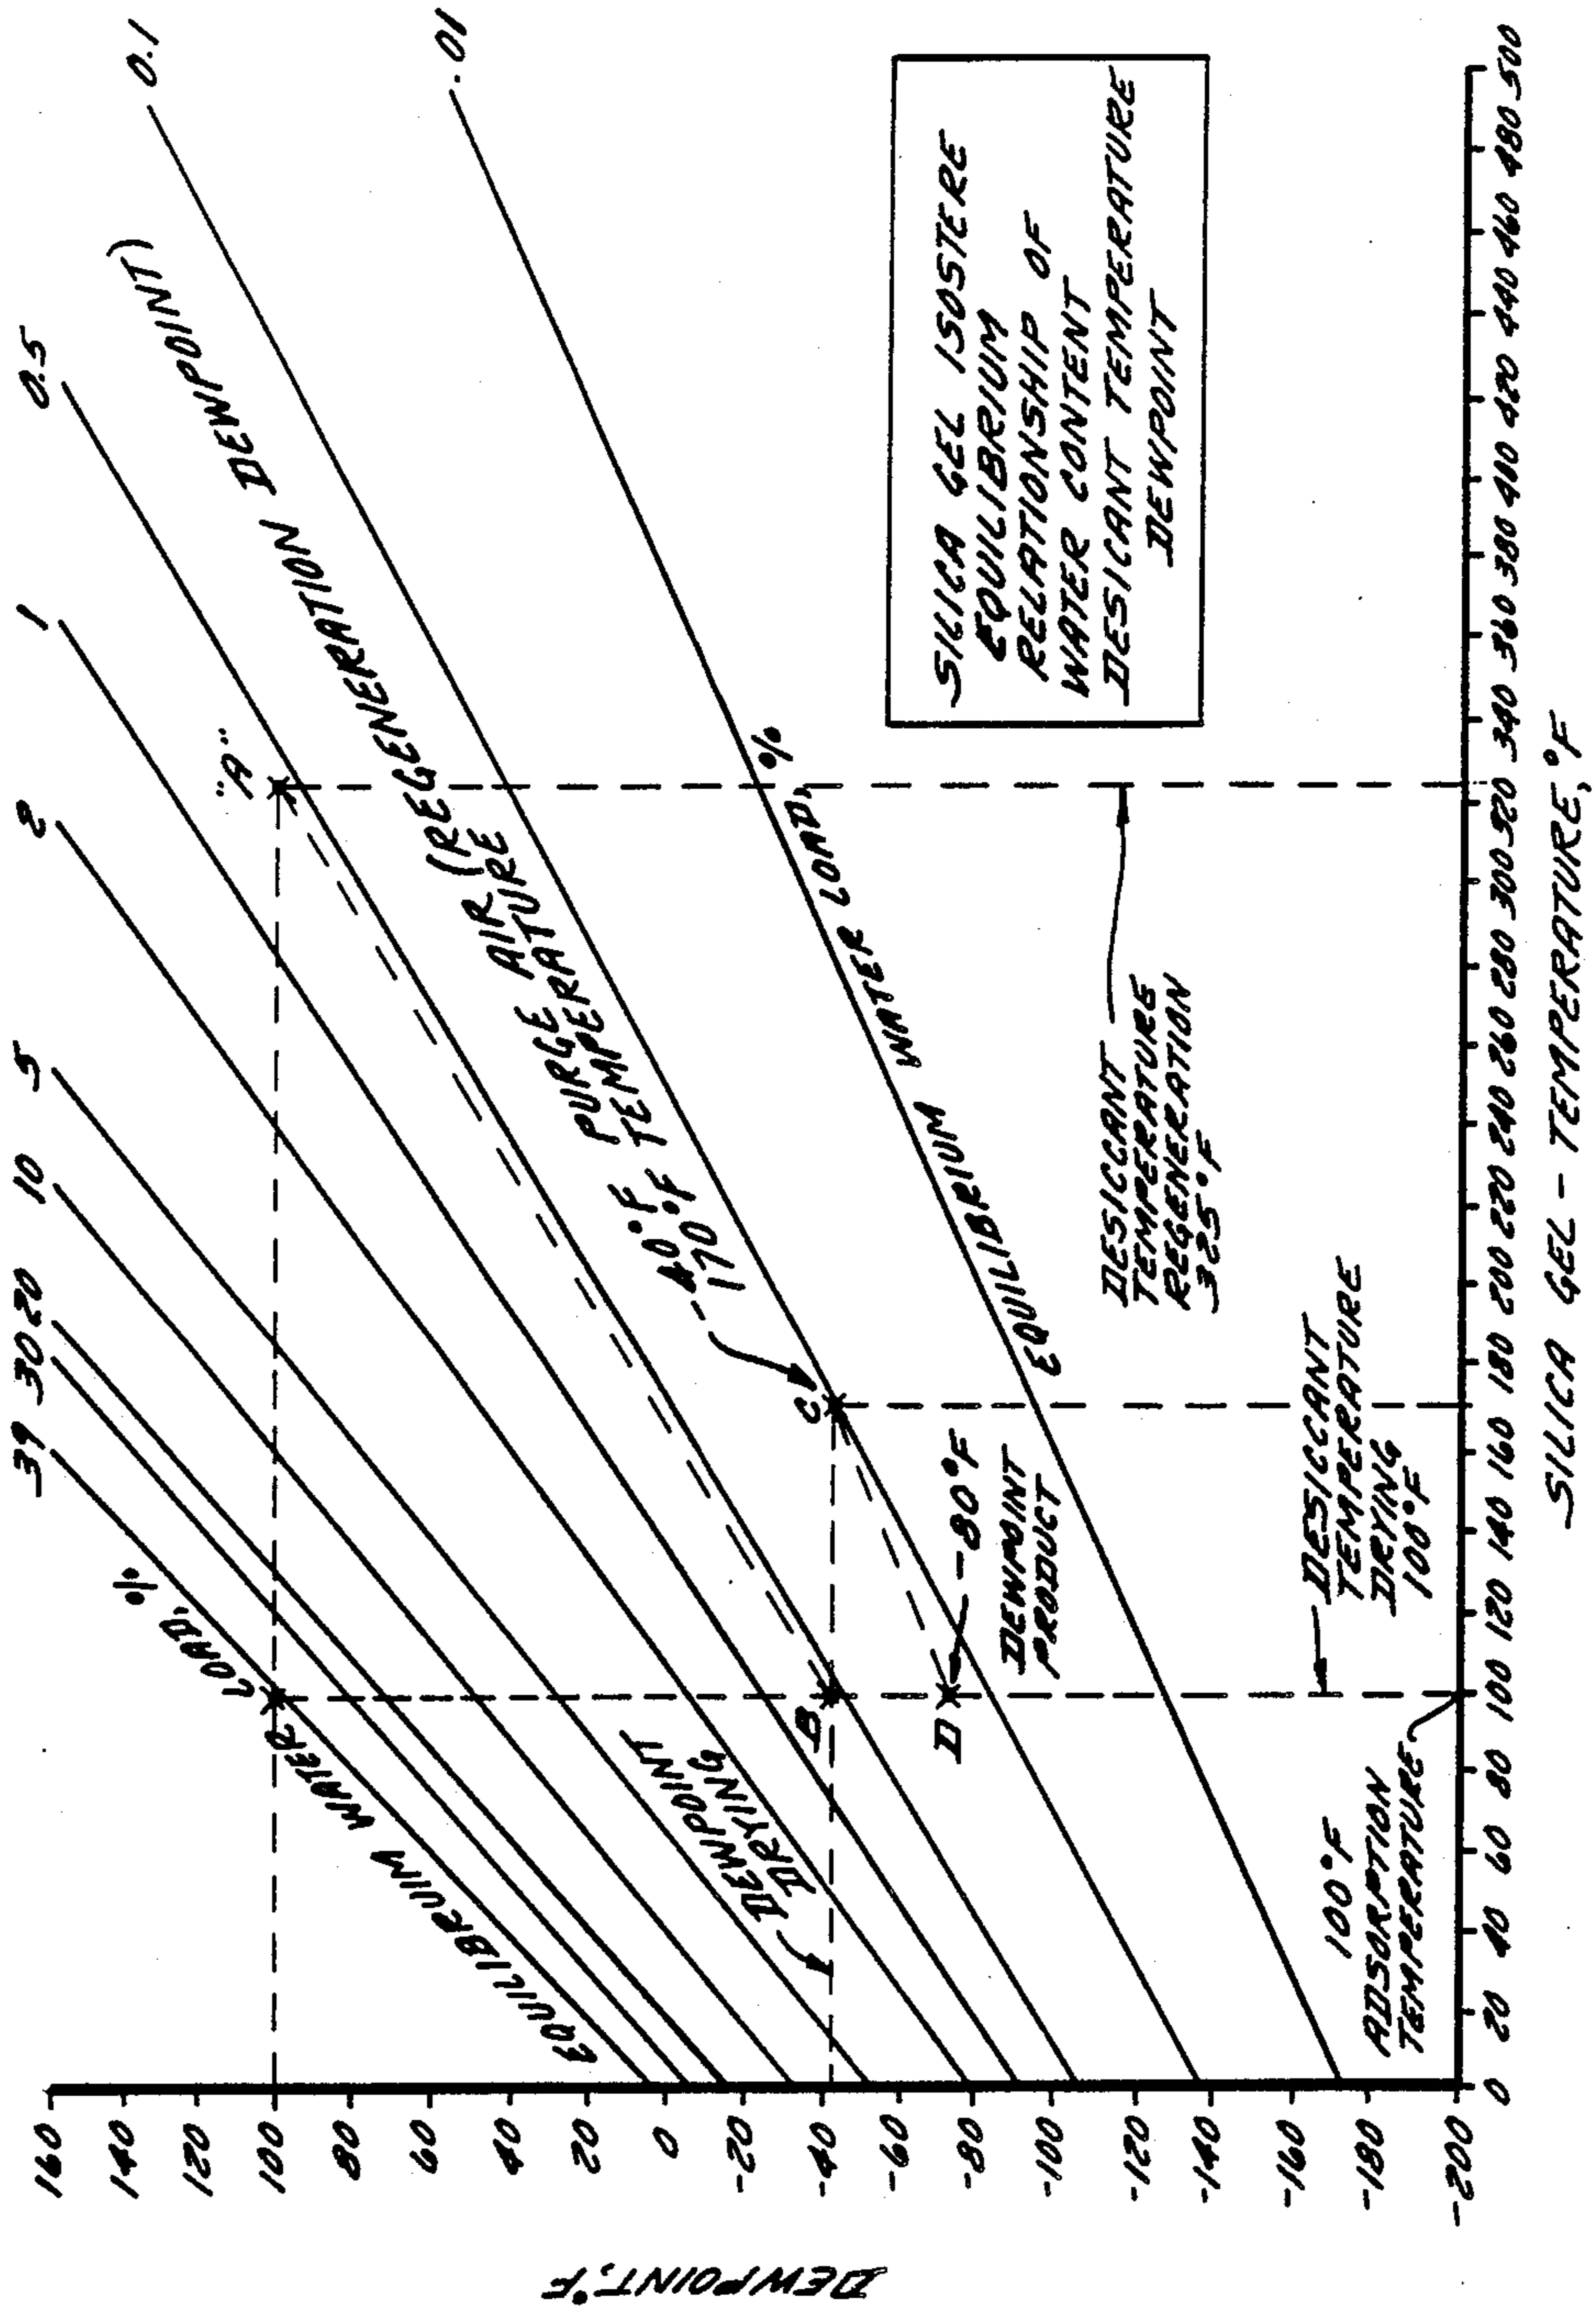 39
30
20
10
5
2
1
0.5
0.1
.01
EQUILIBRUIM WATER LOAD, %
"A"
PURGE AIR (REGENERATION DEWPOINT)
-40°F
170°F TEMPERATURE
C
B
D
-80°F
DEWPOINT
PRODUCT
DEWPOINT
DRYING
EQUILIBRIUM WATER LOAD, %
SILICA GEL ISOSTERE
EQUILIBRIUM
RELATIONSHIP OF
WATER CONTENT
DESICANT TEMPERATURE
DEWPOINT
DESICCANT
TEMPERATURE
REGENERATION
325°F
DESICCANT
TEMPERATURE
DRYING
100°F
100°F
ADSORPTION
TEMPERATURE
160
140
120
100
80
60
40
20
0
-20
-40
-60
-80
-100
-120
-140
-160
-180
-200
DEWPOINT, °F
0 20 40 60 80 100 120 140 160 180 200 220 240 260 280 300 320 340 360 380 400 480 420 440 460 480 500
SILICA GEL - TEMPERATURE, °F